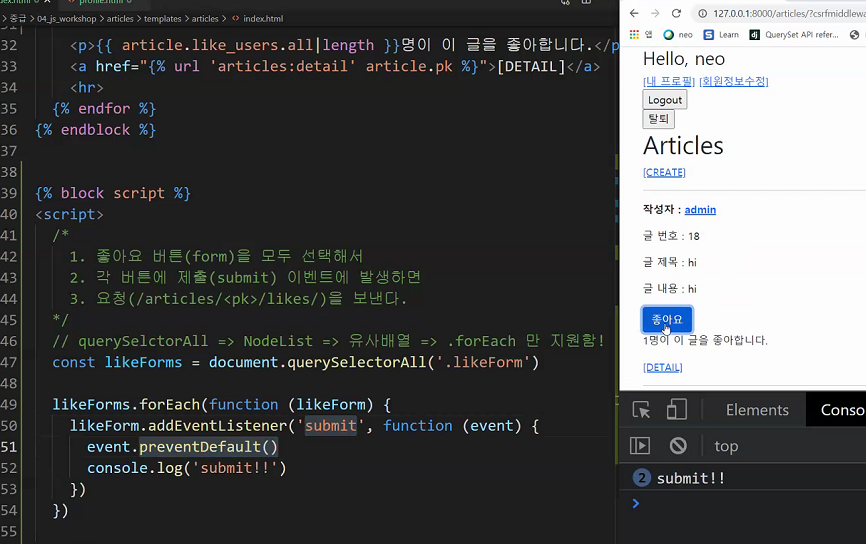 profile.html
중급 > 04_js_workshop > articles > templates > articles > index.html
32 <p>{{ article.like_users.all|length }}명이 이 글을 좋아합니다.</p
33 <a href="{% url 'articles:detail' article.pk %}">[DETAIL]</a>
34 <hr>
35 {% endfor %}
36 {% endblock %}
37
38
39 {% block script %}
40 <script>
41 /*
42 1. 좋아요 버튼(form)을 모두 선택해서
43 2. 각 버튼에 제출(submit) 이벤트에 발생하면
44 3. 요청(/articles/<pk>/likes/)을 보낸다.
45 */
46 // querySelctorAll => NodeList => 유사배열 => .forEach 만 지원함!
47 const likeForms = document.querySelectorAll('.likeForm')
48
49 likeForms.forEach(function (likeForm) {
50 likeForm.addEventListener('submit', function (event) {
51 event.preventDefault()
52 console.log('submit!!')
53 })
54 })
55
127.0.0.1:8000/articles/?csrfmiddlewa
앱 neo Learn dj QuerySet API refer...
Hello, neo
[내 프로필] [회원정보수정]
Logout
탈퇴
Articles
[CREATE]
작성자 : admin
글 번호 : 18
글 제목 : hi
글 내용 : hi
좋아요
1명이 이 글을 좋아합니다.
[DETAIL]
Elements Conso
top
2 submit!!